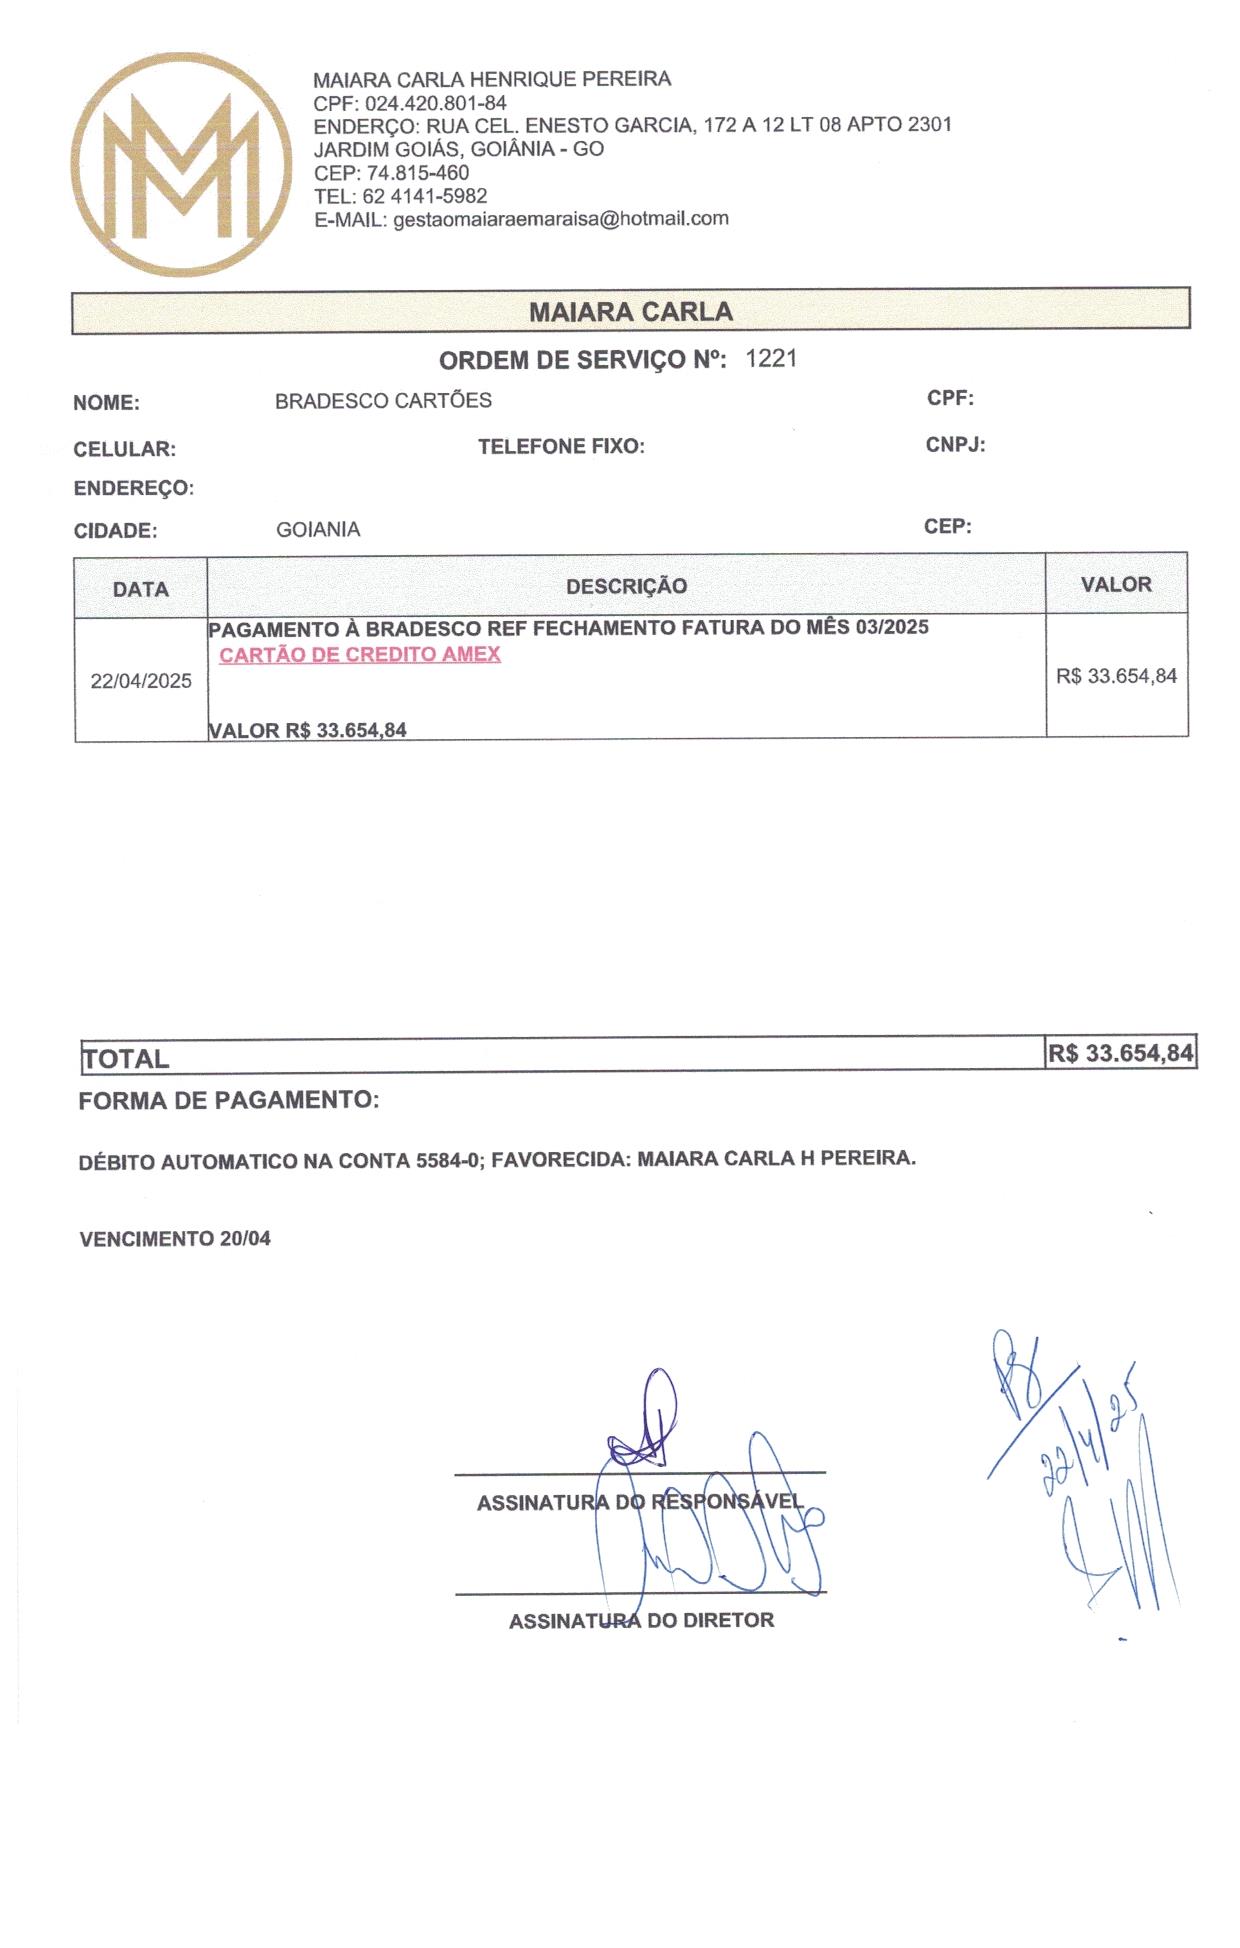 MAIARA CARLA HENRIQUE PEREIRA
CPF: 024.420.801-84
ENDERÇO: RUA CEL. ENESTO GARCIA, 172 A 12 LT 08 APTO 2301
JARDIM GOIÁS, GOIÂNIA - GO
CEP: 74.815-460
TEL: 62 4141-5982
E-MAIL: gestaomaiaraemaraisa@hotmail.com
MAIARA CARLA
ORDEM DE SERVIÇO Nº: 1221
NOME: BRADESCO CARTÕES CPF:
CELULAR: TELEFONE FIXO: CNPJ:
ENDEREÇO:
CIDADE: GOIANIA CEP:
DATA DESCRIÇÃO VALOR
PAGAMENTO À BRADESCO REF FECHAMENTO FATURA DO MÊS 03/2025
CARTÃO DE CREDITO AMEX
22/04/2025 R$ 33.654,84
VALOR R$ 33.654,84
TOTAL R$ 33.654,84
FORMA DE PAGAMENTO:
DÉBITO AUTOMATICO NA CONTA 5584-0; FAVORECIDA: MAIARA CARLA H PEREIRA.
VENCIMENTO 20/04
22/4/25
ASSINATURA DO RESPONSÁVEL
ASSINATURA DO DIRETOR